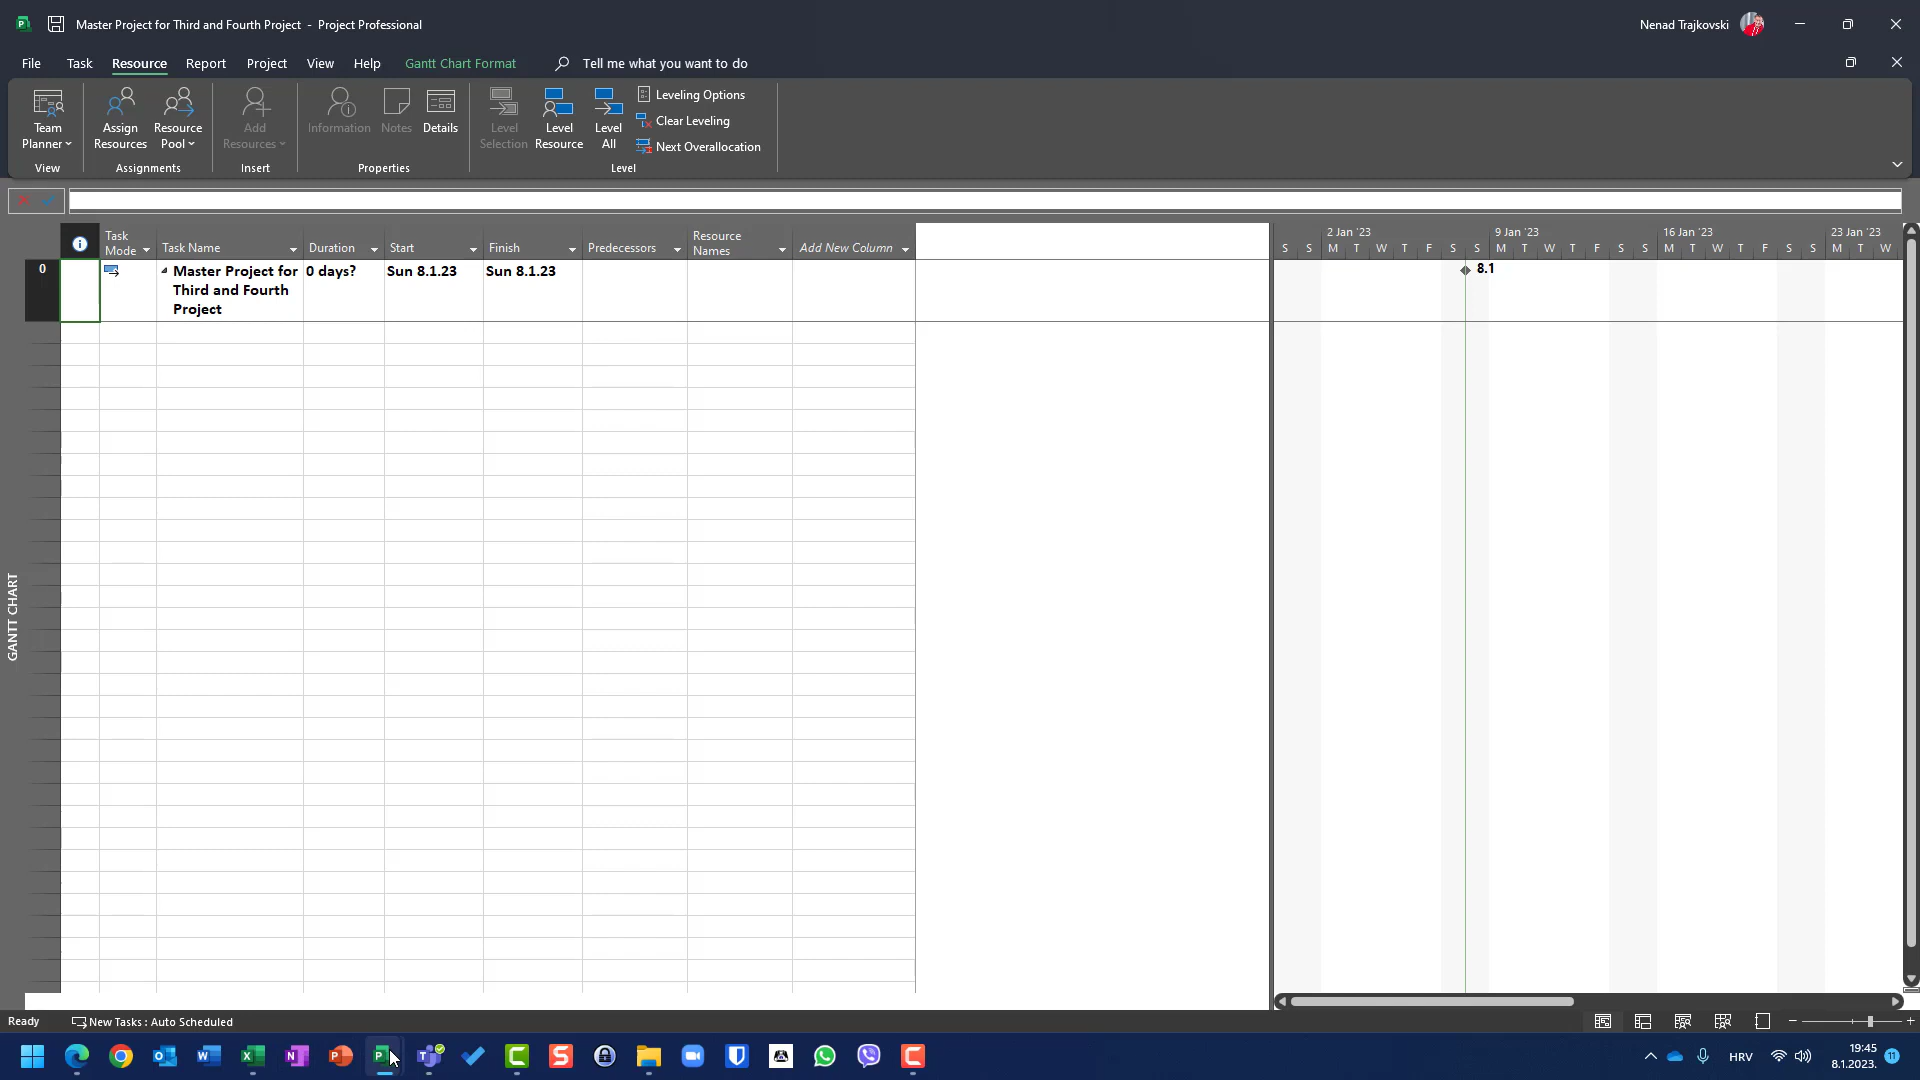 Master Project for Third and Fourth Project - Project Professional
Nenad Trajkovski
File Task Resource Report Project View Help Gantt Chart Format Tell me what you want to do
Team Planner
Assign Resources
Resource Pool
Add Resources
Information
Notes
Details
Level Selection
Level Resource
Level All
Leveling Options
Clear Leveling
Next Overallocation
View Assignments Insert Properties Level
Task Mode
Task Name
Duration
Start
Finish
Predecessors
Resource Names
Add New Column
2 Jan '23 9 Jan '23 16 Jan '23 23 Jan '23
S S M T W T F S S M T W T F S S M T W T F S S M T W
0 Master Project for Third and Fourth Project 0 days? Sun 8.1.23 Sun 8.1.23
8.1
GANTT CHART
Ready New Tasks : Auto Scheduled
HRV
19:45
8.1.2023.
11